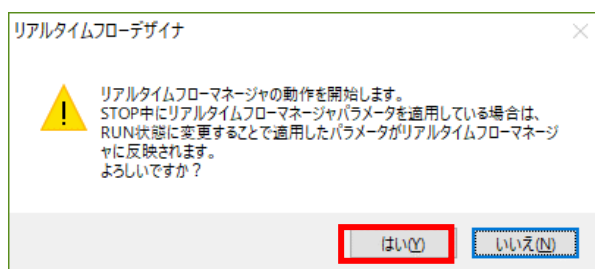 リアルタイムフローデザイナ
リアルタイムフローマネージャの動作を開始します。
STOP中にリアルタイムフローマネージャパラメータを適用している場合は、
RUN状態に変更することで適用したパラメータがリアルタイムフローマネージ
ャに反映されます。
よろしいですか？
はい(Y) いいえ(N)